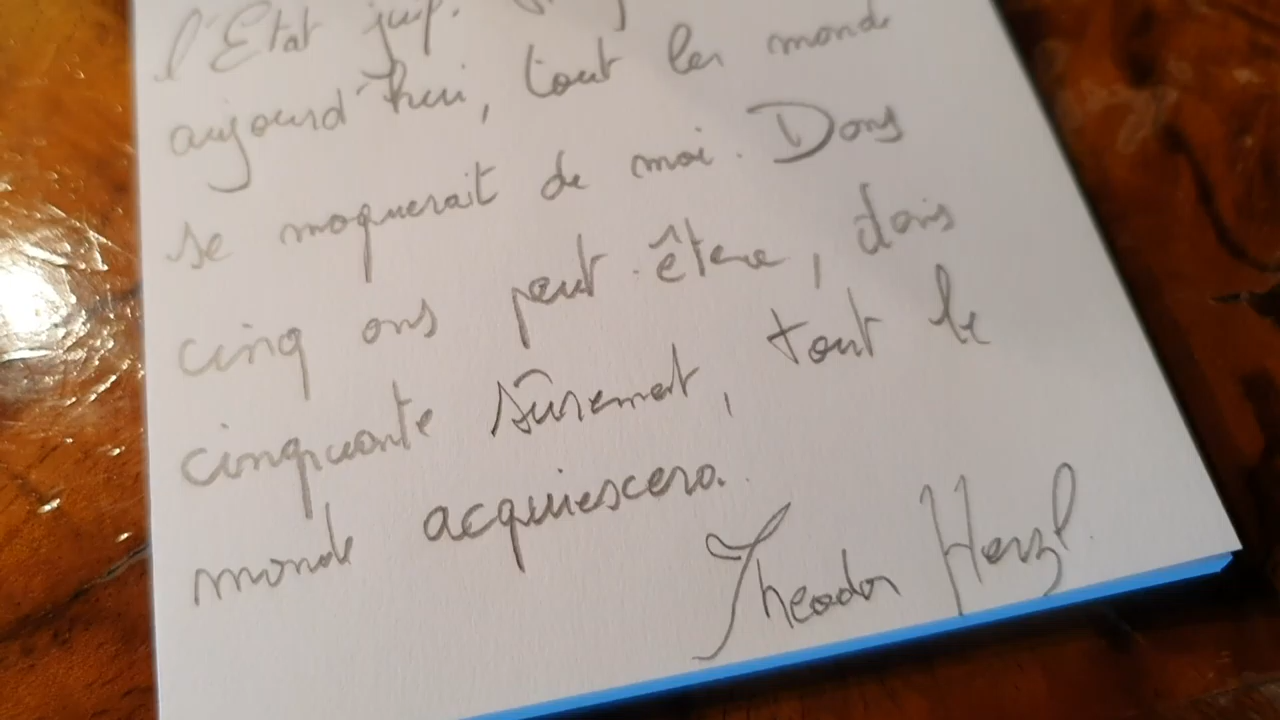 l'Etat juif.
aujourd'hui, tout les monde
se moquerait de moi. Dans
cinq ans peut-être, dans
cinquante sûrement, tout le
monde acquiescera.
Theodor Herzl.